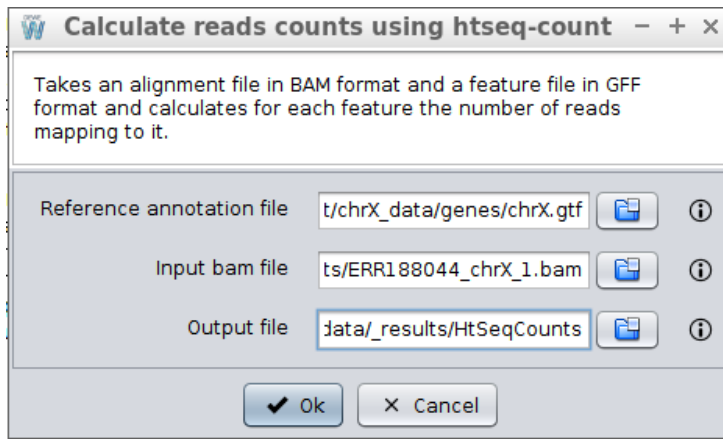 Calculate reads counts using htseq-count
Takes an alignment file in BAM format and a feature file in GFF
format and calculates for each feature the number of reads
mapping to it.
Reference annotation file t/chrX_data/genes/chrX.gtf
Input bam file ts/ERR188044_chrX_1.bam
Output file data/_results/HtSeqCounts
Ok Cancel